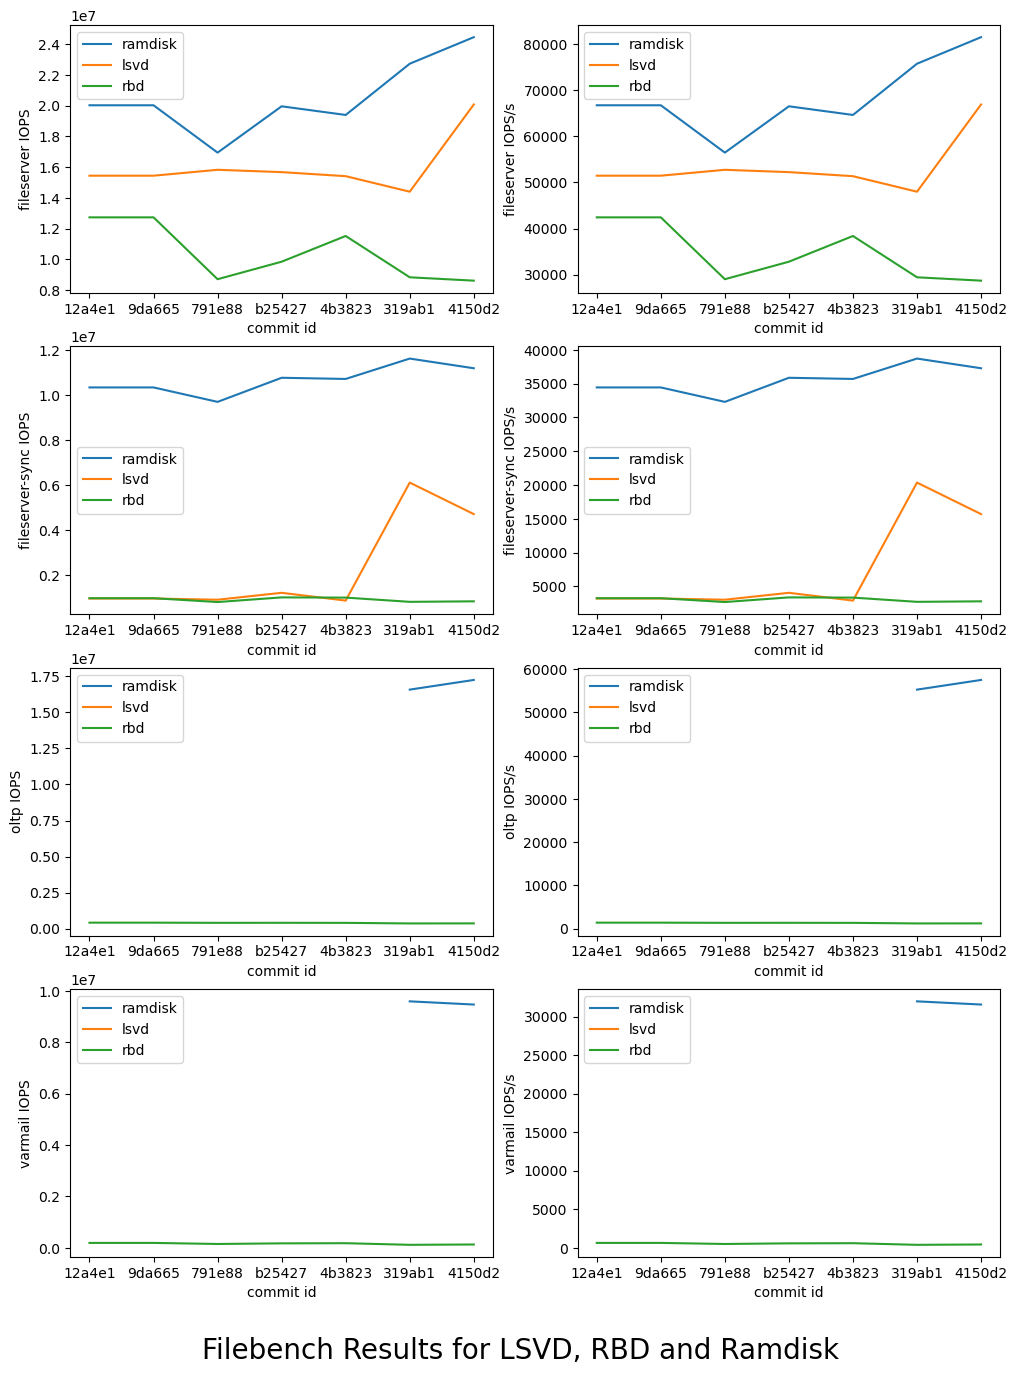 1e7
2.4
2.2
2.0
1.8
1.6
1.4
1.2
1.0
0.8
fileserver IOPS
ramdisk
lsvd
rbd
12a4e1 9da665 791e88 b25427 4b3823 319ab1 4150d2
commit id
80000
70000
60000
50000
40000
30000
fileserver IOPS/s
ramdisk
lsvd
rbd
12a4e1 9da665 791e88 b25427 4b3823 319ab1 4150d2
commit id
1e7
1.2
1.0
0.8
0.6
0.4
0.2
fileserver-sync IOPS
ramdisk
lsvd
rbd
12a4e1 9da665 791e88 b25427 4b3823 319ab1 4150d2
commit id
40000
35000
30000
25000
20000
15000
10000
5000
fileserver-sync IOPS/s
ramdisk
lsvd
rbd
12a4e1 9da665 791e88 b25427 4b3823 319ab1 4150d2
commit id
1e7
1.75
1.50
1.25
1.00
0.75
0.50
0.25
0.00
oltp IOPS
ramdisk
lsvd
rbd
12a4e1 9da665 791e88 b25427 4b3823 319ab1 4150d2
commit id
60000
50000
40000
30000
20000
10000
0
oltp IOPS/s
ramdisk
lsvd
rbd
12a4e1 9da665 791e88 b25427 4b3823 319ab1 4150d2
commit id
1e7
1.0
0.8
0.6
0.4
0.2
0.0
varmail IOPS
ramdisk
lsvd
rbd
12a4e1 9da665 791e88 b25427 4b3823 319ab1 4150d2
commit id
30000
25000
20000
15000
10000
5000
0
varmail IOPS/s
ramdisk
lsvd
rbd
12a4e1 9da665 791e88 b25427 4b3823 319ab1 4150d2
commit id
Filebench Results for LSVD, RBD and Ramdisk